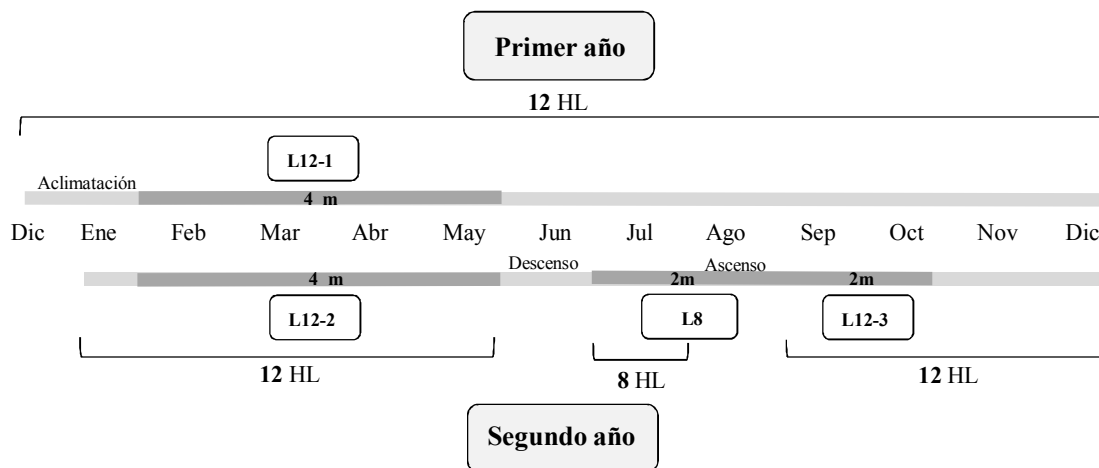 Primer año
12 HL
L12-1
Aclimatación
4 m
Dic Ene Feb Mar Abr May Jun Jul Ago Sep Oct Nov Dic
Descenso Ascenso
4 m 2m 2m
L12-2 L8 L12-3
12 HL 8 HL 12 HL
Segundo año